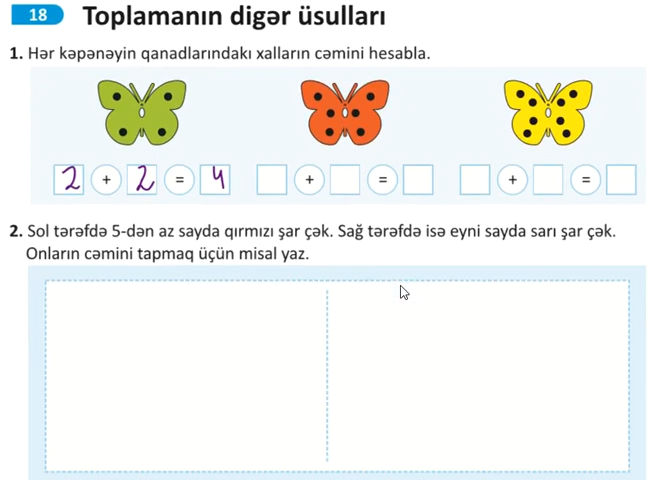 18 Toplamanın digər üsulları
1. Hər kəpənəyin qanadlarındakı xalların cəmini hesabla.
2 + 2 = 4 + = + =
2. Sol tərəfdə 5-dən az sayda qırmızı şar çək. Sağ tərəfdə isə eyni sayda sarı şar çək.
Onların cəmini tapmaq üçün misal yaz.